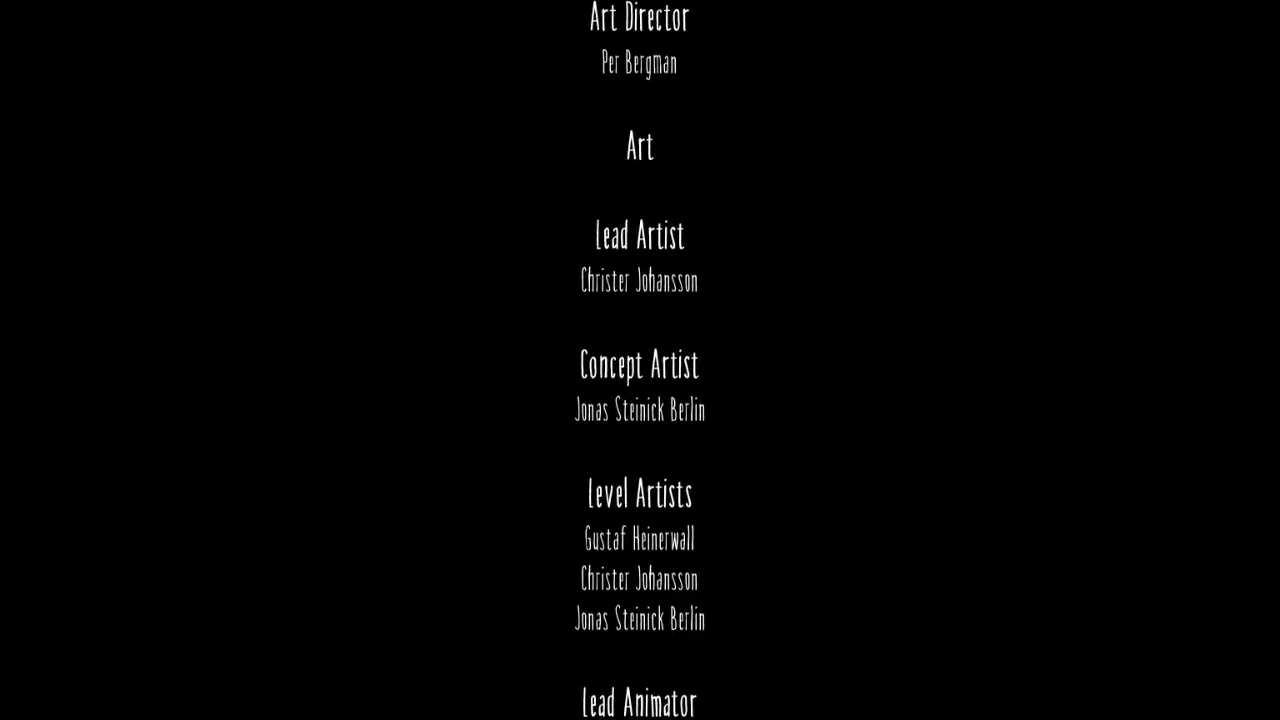 Art Director
Per Bergman
Art
Lead Artist
Christer Johansson
Concept Artist
Jonas Steinick Berlin
Level Artists
Gustaf Heinerwall
Christer Johansson
Jonas Steinick Berlin
Lead Animator